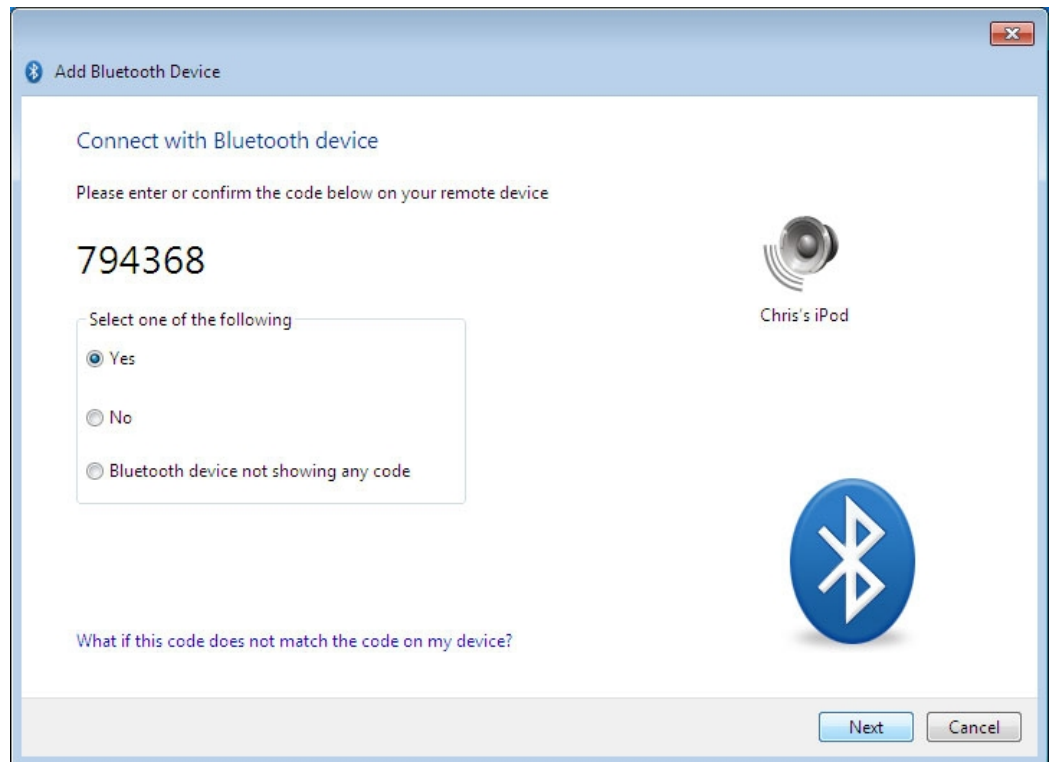 Add Bluetooth Device
Connect with Bluetooth device
Please enter or confirm the code below on your remote device
794368
Chris's iPod
Select one of the following
Yes
No
Bluetooth device not showing any code
What if this code does not match the code on my device?
Next Cancel